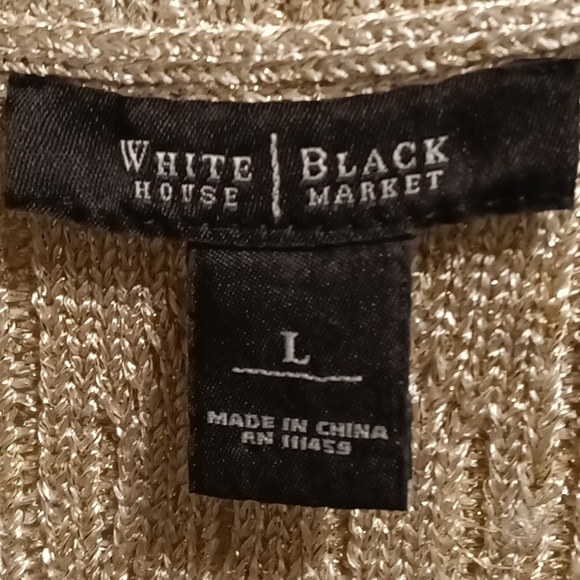 WHITE | BLACK
HOUSE | MARKET
L
MADE IN CHINA
RN 111459